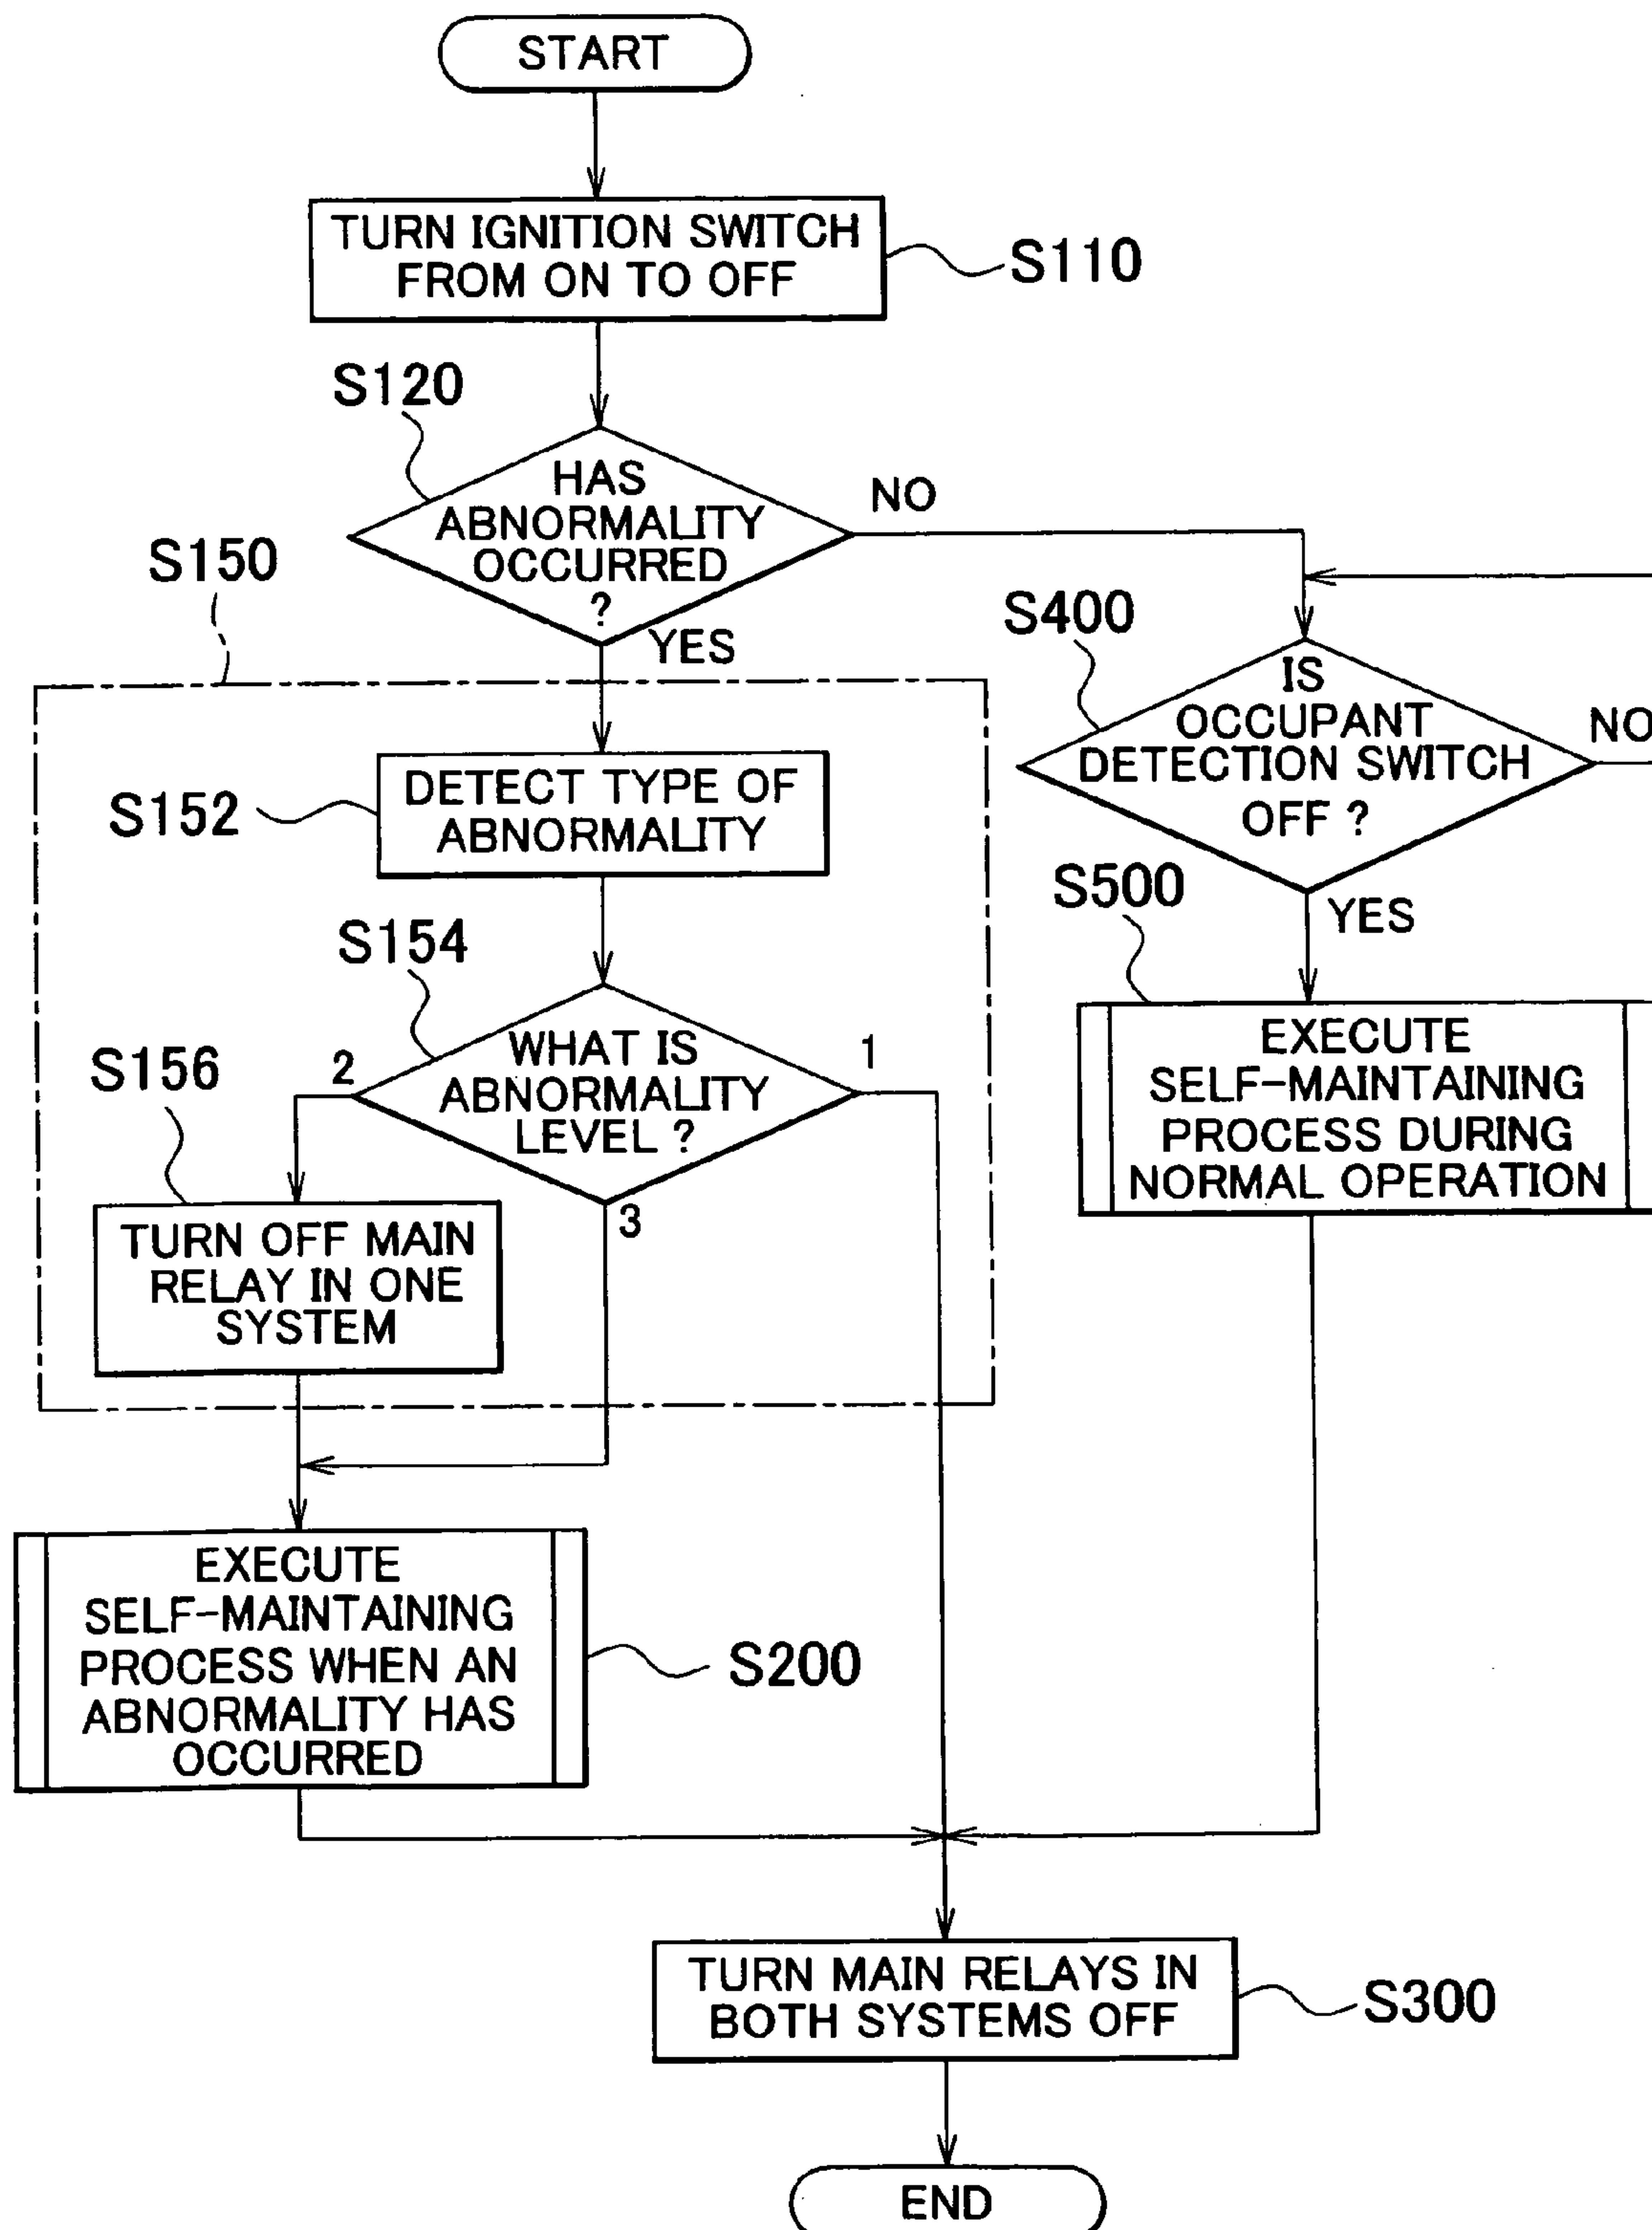 START
TURN IGNITION SWITCH
FROM ON TO OFF
S110
S120
HAS
ABNORMALITY
OCCURRED
?
NO
YES
S150
S400
IS
OCCUPANT
DETECTION SWITCH
OFF ?
NO
YES
S152
DETECT TYPE OF
ABNORMALITY
S500
EXECUTE
SELF-MAINTAINING
PROCESS DURING
NORMAL OPERATION
S154
WHAT IS
ABNORMALITY
LEVEL ?
2
1
3
S156
TURN OFF MAIN
RELAY IN ONE
SYSTEM
EXECUTE
SELF-MAINTAINING
PROCESS WHEN AN
ABNORMALITY HAS
OCCURRED
S200
TURN MAIN RELAYS IN
BOTH SYSTEMS OFF
S300
END